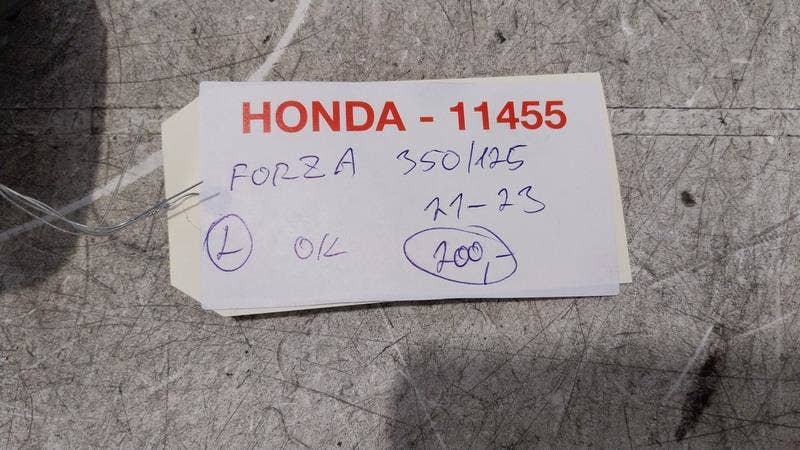 HONDA - 11455
FORZA 350/125
21-23
L OK 200,-